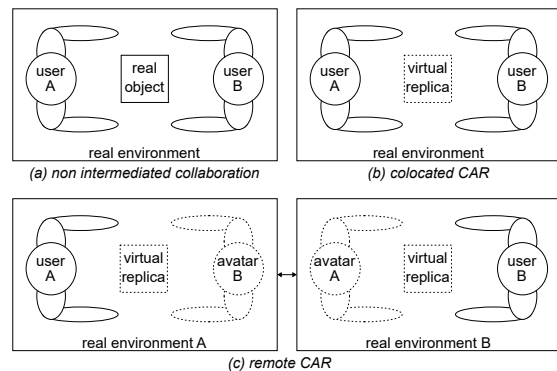 user
A
real
object
user
B
real environment
(a) non intermediated collaboration
user
A
virtual
replica
user
B
real environment
(b) colocated CAR
user
A
virtual
replica
avatar
B
real environment A
avatar
A
virtual
replica
user
B
real environment B
(c) remote CAR